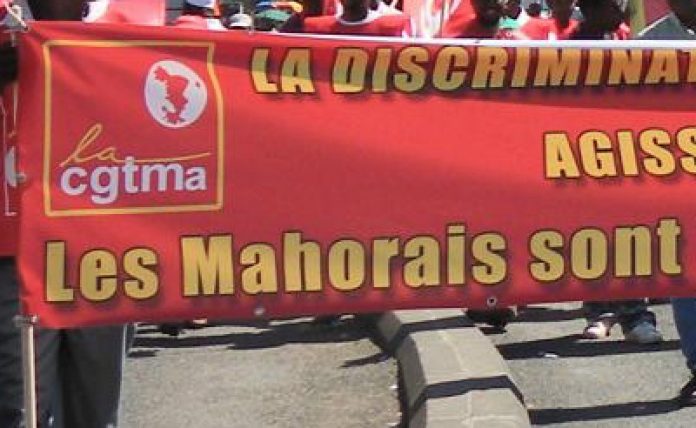 la
cgtma
LA DISCRIMINAT
AGISS
Les Mahorais sont